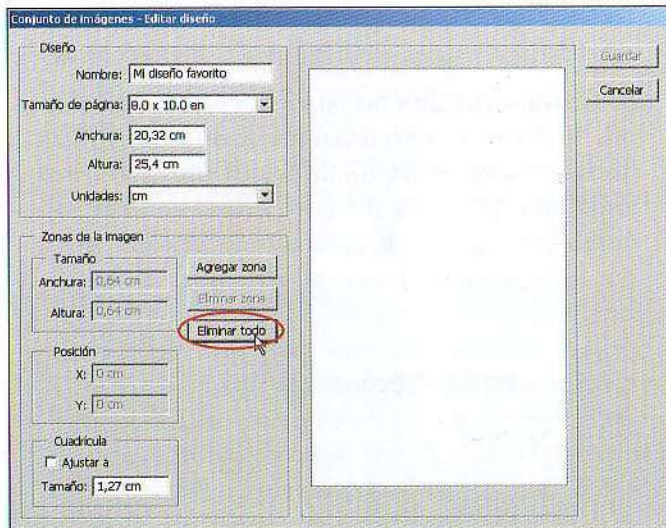 Conjunto de imágenes - Editar diseño
Diseño
Nombre: Mi diseño favorito
Tamaño de página: 8.0 x 10.0 en
Anchura: 20,32 cm
Altura: 25,4 cm
Unidades: cm
Guardar
Cancelar
Zonas de la imagen
Tamaño
Anchura: 0,64 cm
Altura: 0,64 cm
Agregar zona
Eliminar zona
Eliminar todo
Posición
X: 0 cm
Y: 0 cm
Cuadrícula
Ajustar a
Tamaño: 1,27 cm